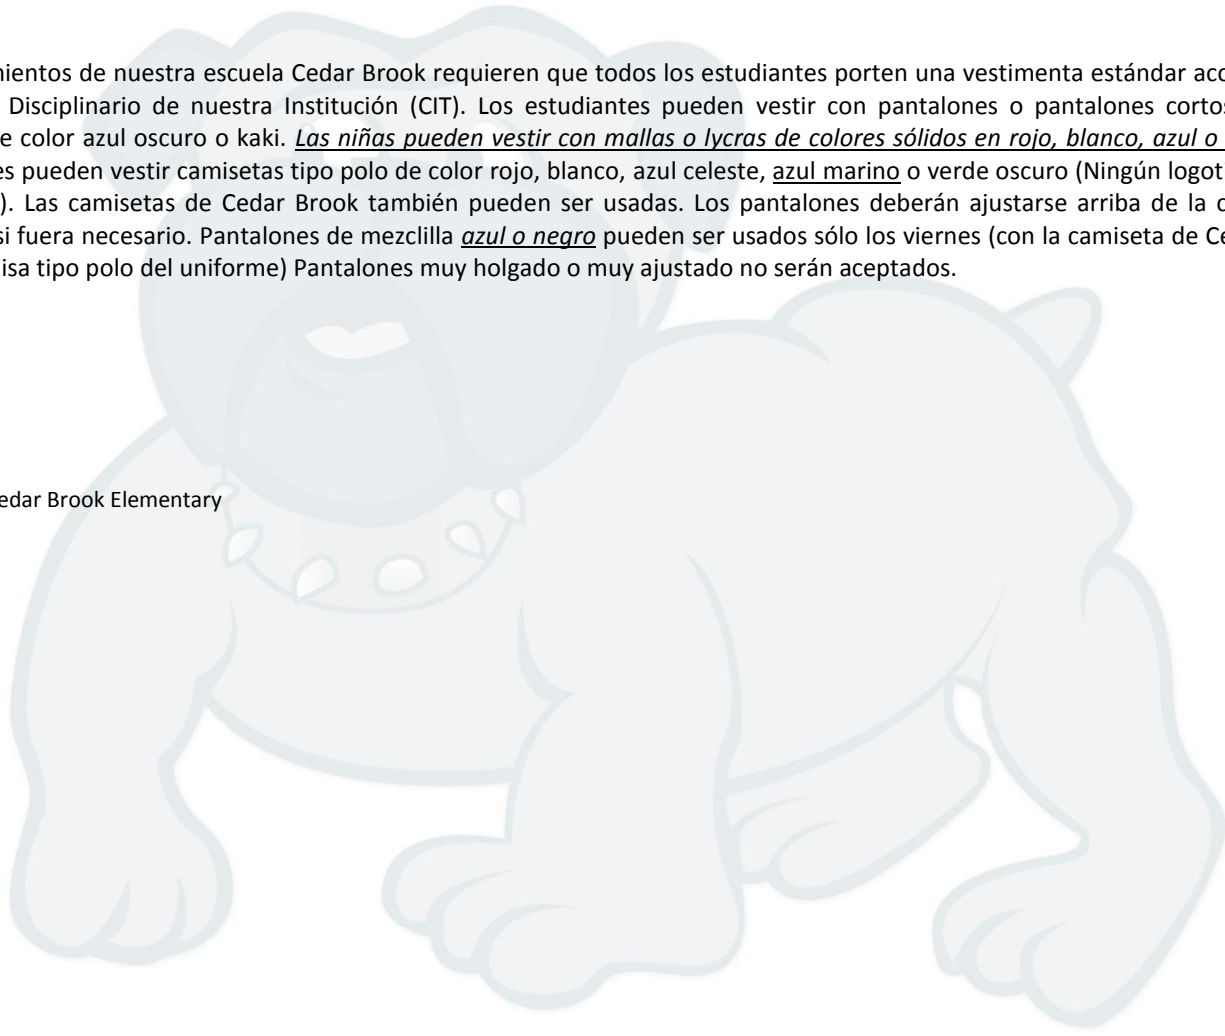 mientos de nuestra escuela Cedar Brook requieren que todos los estudiantes porten una vestimenta estándar aco
Disciplinario de nuestra Institución (CIT). Los estudiantes pueden vestir con pantalones o pantalones cortos
e color azul oscuro o kaki. Las niñas pueden vestir con mallas o lycras de colores sólidos en rojo, blanco, azul o
es pueden vestir camisetas tipo polo de color rojo, blanco, azul celeste, azul marino o verde oscuro (Ningún logot
). Las camisetas de Cedar Brook también pueden ser usadas. Los pantalones deberán ajustarse arriba de la c
si fuera necesario. Pantalones de mezclilla azul o negro pueden ser usados sólo los viernes (con la camiseta de Ce
isa tipo polo del uniforme) Pantalones muy holgado o muy ajustado no serán aceptados.
edar Brook Elementary